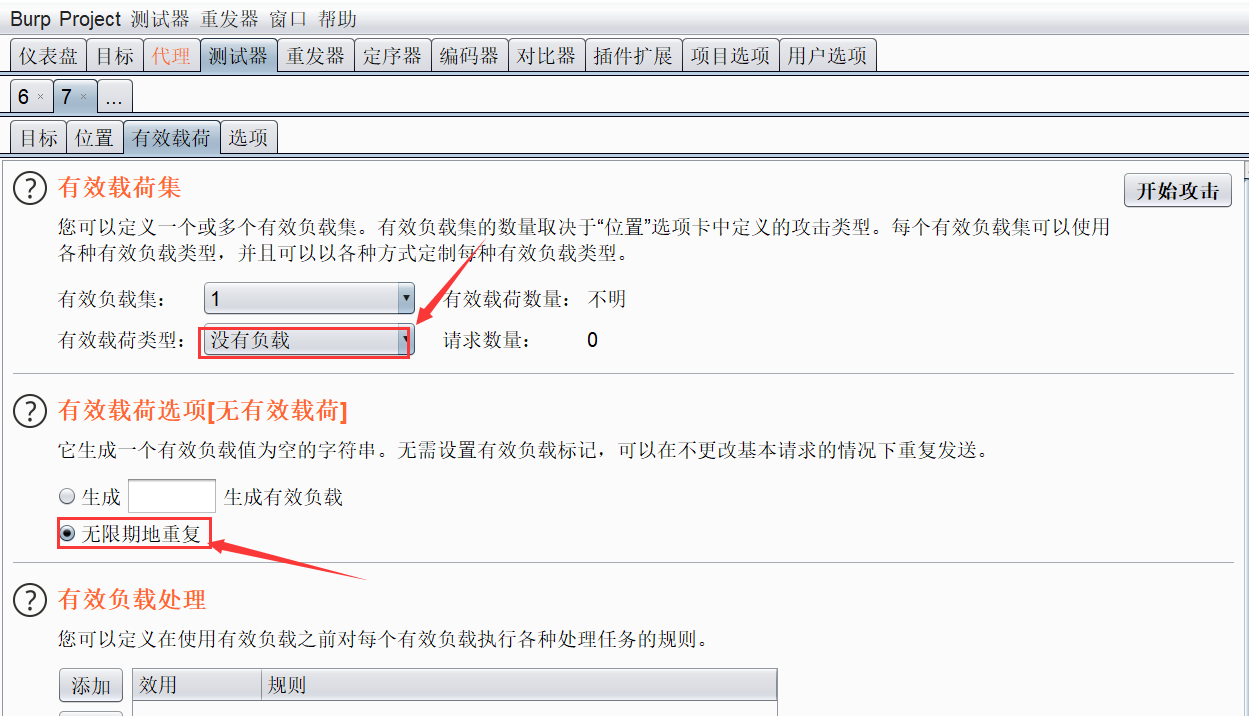 Burp Project 测试器 重发器 窗口 帮助
仪表盘 目标 代理 测试器 重发器 定序器 编码器 对比器 插件扩展 项目选项 用户选项
6 × 7 × ...
目标 位置 有效载荷 选项
? 有效载荷集 开始攻击
您可以定义一个或多个有效负载集。有效负载集的数量取决于“位置”选项卡中定义的攻击类型。每个有效负载集可以使用
各种有效负载类型，并且可以以各种方式定制每种有效负载类型。
有效负载集： 1 有效载荷数量： 不明
有效载荷类型： 没有负载 请求数量： 0
? 有效载荷选项[无有效载荷]
它生成一个有效负载值为空的字符串。无需设置有效负载标记，可以在不更改基本请求的情况下重复发送。
生成 生成有效负载
无限期地重复
? 有效负载处理
您可以定义在使用有效负载之前对每个有效负载执行各种处理任务的规则。
添加 效用 规则